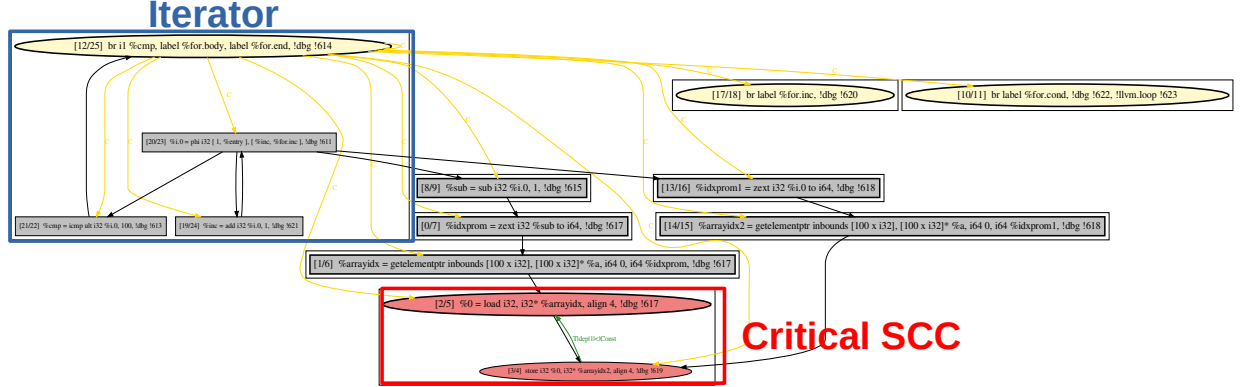 Iterator
[12/25] br i1 %cmp, label %for.body, label %for.end, !dbg !614
C
C
[17/18] br label %for.inc, !dbg !620
[10/11] br label %for.cond, !dbg !622, !llvm.loop !623
C
[20/23] %i.0 = phi i32 [ 1, %entry ], [ %inc, %for.inc ], !dbg !611
C
C
C
C
C
C
[8/9] %sub = sub i32 %i.0, 1, !dbg !615
[13/16] %idxprom1 = zext i32 %i.0 to i64, !dbg !618
C
C
[21/22] %cmp = icmp ult i32 %i.0, 100, !dbg !613
[19/24] %inc = add i32 %i.0, 1, !dbg !621
[0/7] %idxprom = zext i32 %sub to i64, !dbg !617
[14/15] %arrayidx2 = getelementptr inbounds [100 x i32], [100 x i32]* %a, i64 0, i64 %idxprom1, !dbg !618
[1/6] %arrayidx = getelementptr inbounds [100 x i32], [100 x i32]* %a, i64 0, i64 %idxprom, !dbg !617
[2/5] %0 = load i32, i32* %arrayidx, align 4, !dbg !617
Critical SCC
[3/4] store i32 %0, i32* %arrayidx2, align 4, !dbg !619